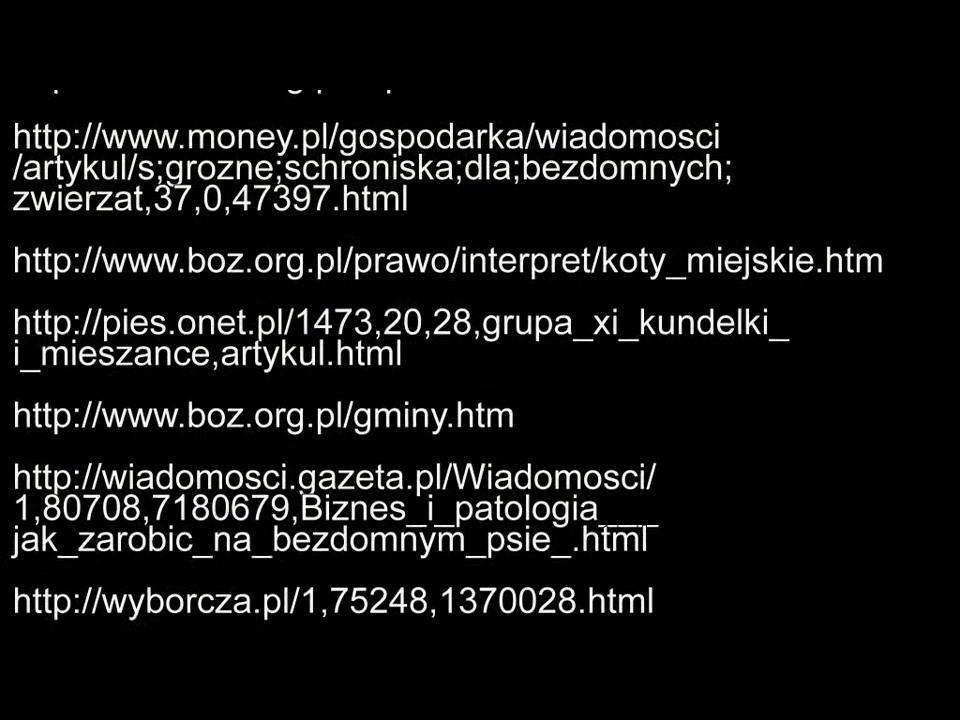 http://www.money.pl/gospodarka/wiadomosci
/artykul/s;grozne;schroniska;dla;bezdomnych;
zwierzat,37,0,47397.html
http://www.boz.org.pl/prawo/interpret/koty_miejskie.htm
http://pies.onet.pl/1473,20,28,grupa_xi_kundelki_
i_mieszance,artykul.html
http://www.boz.org.pl/gminy.htm
http://wiadomosci.gazeta.pl/Wiadomosci/
1,80708,7180679,Biznes_i_patologia___
jak_zarobic_na_bezdomnym_psie_.html
http://wyborcza.pl/1,75248,1370028.html